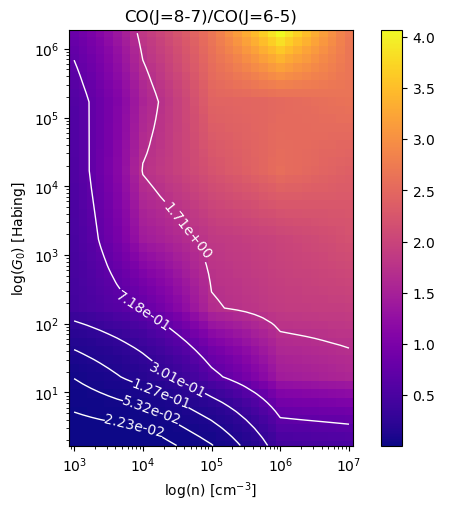 CO(J=8-7)/CO(J=6-5)
10⁶
10⁵
10⁴
10³
10²
10¹
log(G₀) [Habing]
1.71e+00
7.18e-01
3.01e-01
1.27e-01
5.32e-02
2.23e-02
10³ 10⁴ 10⁵ 10⁶ 10⁷
log(n) [cm⁻³]
4.0
3.5
3.0
2.5
2.0
1.5
1.0
0.5